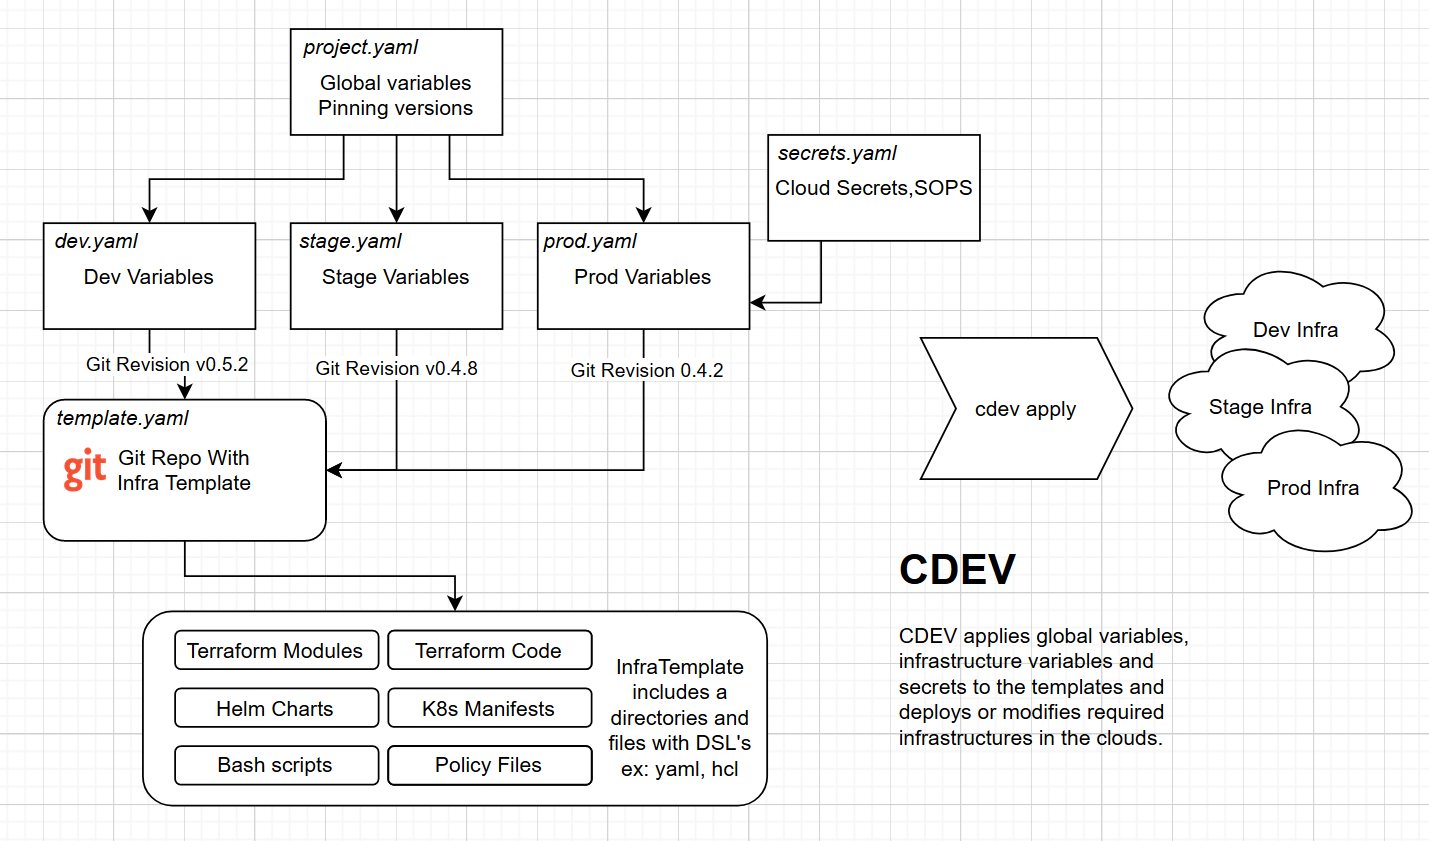 project.yaml
Global variables
Pinning versions
secrets.yaml
Cloud Secrets,SOPS
dev.yaml
Dev Variables
stage.yaml
Stage Variables
prod.yaml
Prod Variables
Git Revision v0.5.2
Git Revision v0.4.8
Git Revision 0.4.2
template.yaml
git
Git Repo With
Infra Template
Terraform Modules
Terraform Code
Helm Charts
K8s Manifests
Bash scripts
Policy Files
InfraTemplate
includes a
directories and
files with DSL's
ex: yaml, hcl
cdev apply
Dev Infra
Stage Infra
Prod Infra
CDEV
CDEV applies global variables,
infrastructure variables and
secrets to the templates and
deploys or modifies required
infrastructures in the clouds.